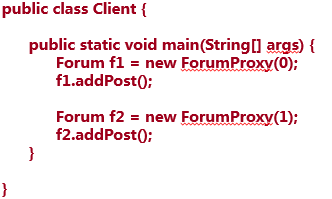 public class Client {
public static void main(String[] args) {
Forum f1 = new ForumProxy(0);
f1.addPost();
Forum f2 = new ForumProxy(1);
f2.addPost();
}
}